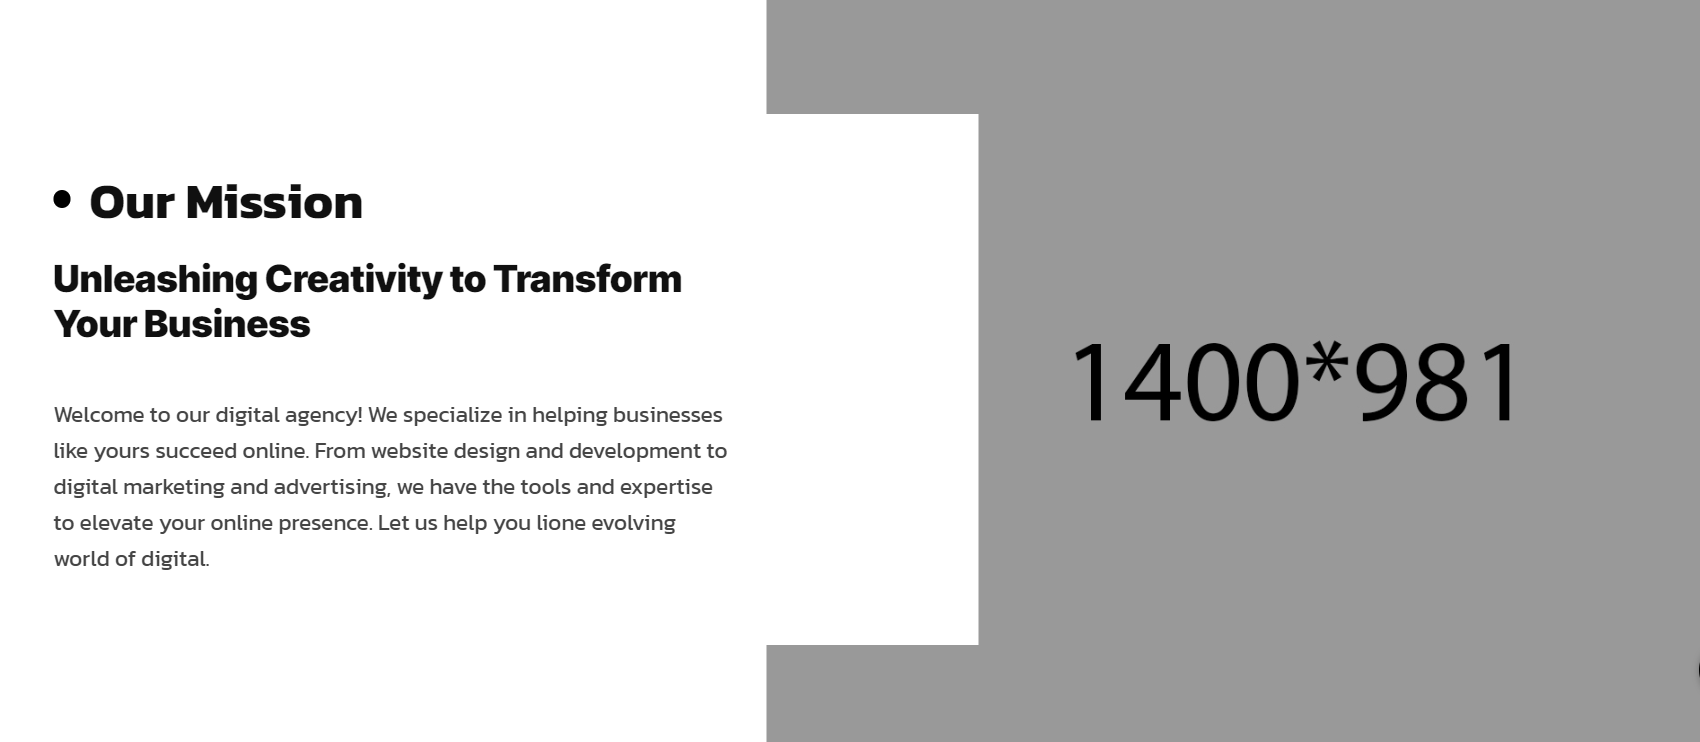 Our Mission
Unleashing Creativity to Transform
Your Business
Welcome to our digital agency! We specialize in helping businesses
like yours succeed online. From website design and development to
digital marketing and advertising, we have the tools and expertise
to elevate your online presence. Let us help you lione evolving
world of digital.
1400*981